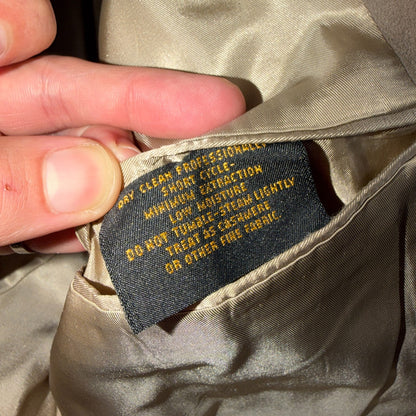 DRY CLEAN PROFESSIONALLY
SHORT CYCLE-
MINIMUM EXTRACTION
LOW MOISTURE
DO NOT TUMBLE-STEAM LIGHTLY
TREAT AS CASHMERE
OR OTHER FINE FABRIC.